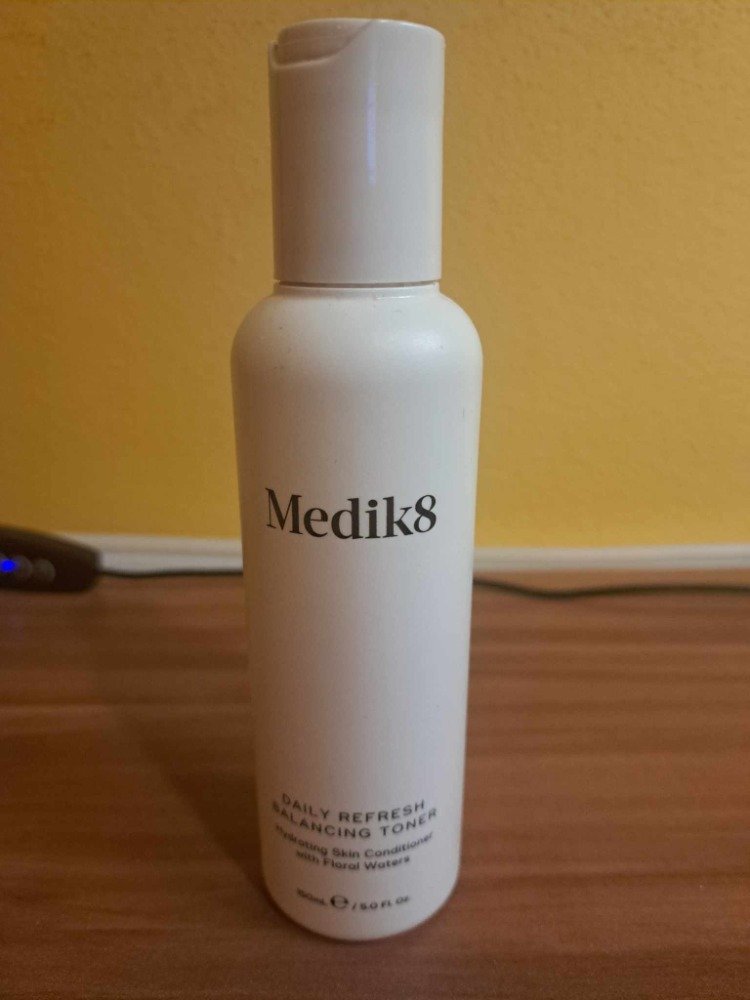 Medik8
DAILY REFRESH
BALANCING TONER
Hydrating Skin Conditioner
with Floral Waters
150mL ℮ / 5.0 FL Oz.